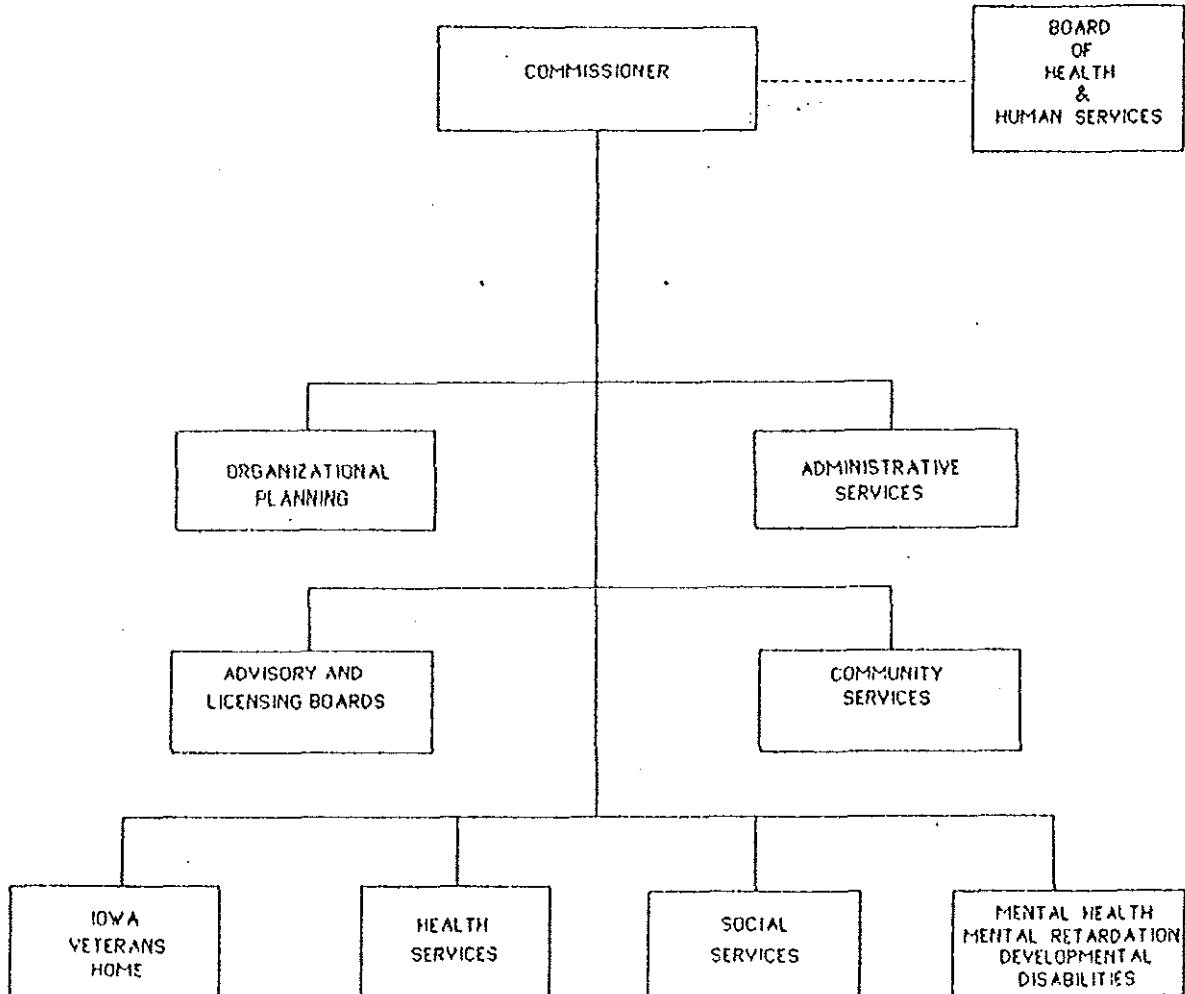 COMMISSIONER
BOARD
OF
HEALTH
&
HUMAN SERVICES
ORGANIZATIONAL
PLANNING
ADMINISTRATIVE
SERVICES
ADVISORY AND
LICENSING BOARDS
COMMUNITY
SERVICES
IOWA
VETERANS
HOME
HEALTH
SERVICES
SOCIAL
SERVICES
MENTAL HEALTH
MENTAL RETARDATION
DEVELOPMENTAL
DISABILITIES